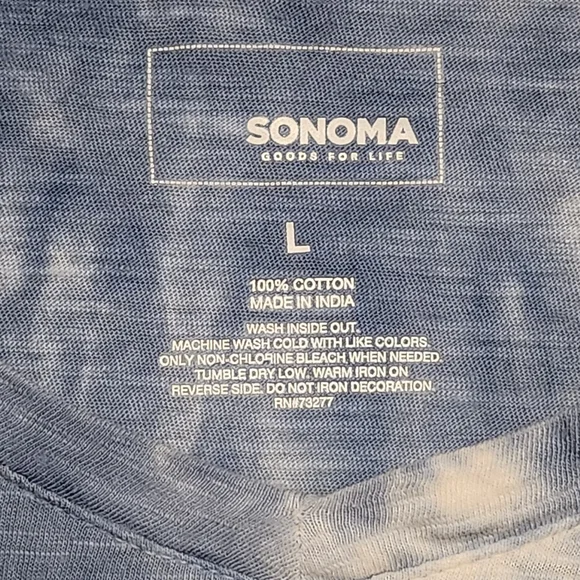 SONOMA
GOODS FOR LIFE
L
100% COTTON
MADE IN INDIA
WASH INSIDE OUT.
MACHINE WASH COLD WITH LIKE COLORS.
ONLY NON-CHLORINE BLEACH WHEN NEEDED.
TUMBLE DRY LOW. WARM IRON ON
REVERSE SIDE. DO NOT IRON DECORATION.
RN#73277